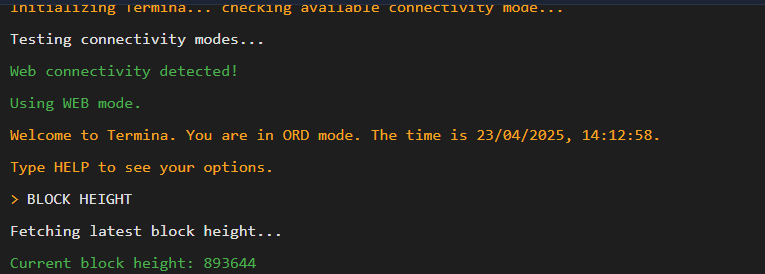 Initializing Termina... checking available connectivity mode...
Testing connectivity modes...
Web connectivity detected!
Using WEB mode.
Welcome to Termina. You are in ORD mode. The time is 23/04/2025, 14:12:58.
Type HELP to see your options.
> BLOCK HEIGHT
Fetching latest block height...
Current block height: 893644